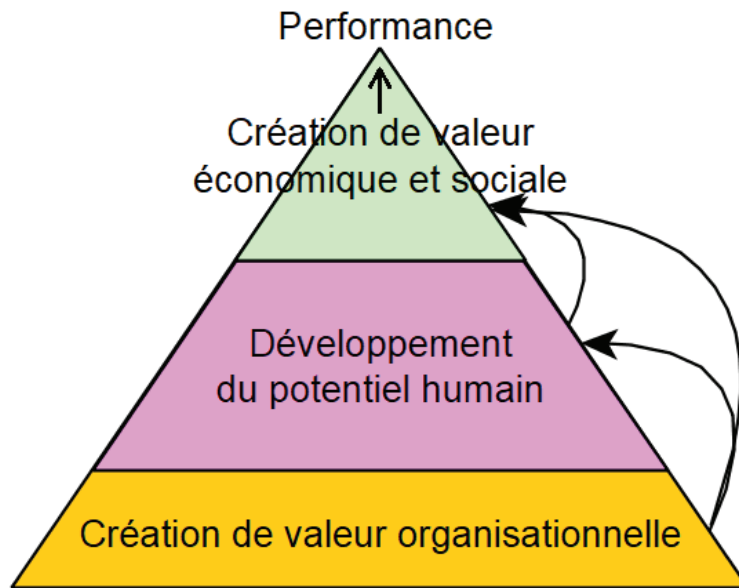 Performance
Création de valeur
économique et sociale
Développement
du potentiel humain
Création de valeur organisationnelle